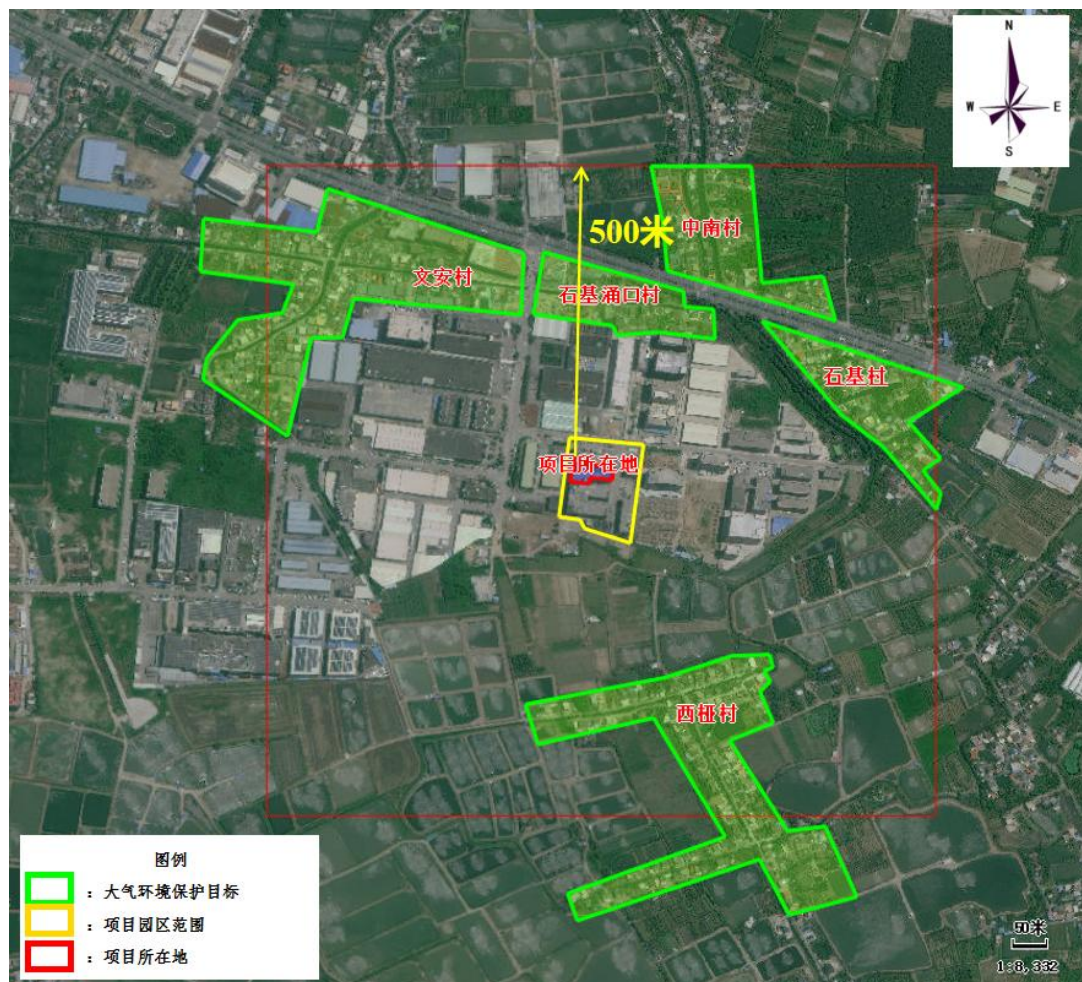 N
W
E
S
500米
中南村
文安村
石基涌口村
石基村
项目所在地
西桠村
图例
：大气环境保护目标
：项目园区范围
：项目所在地
50米
1:8,332